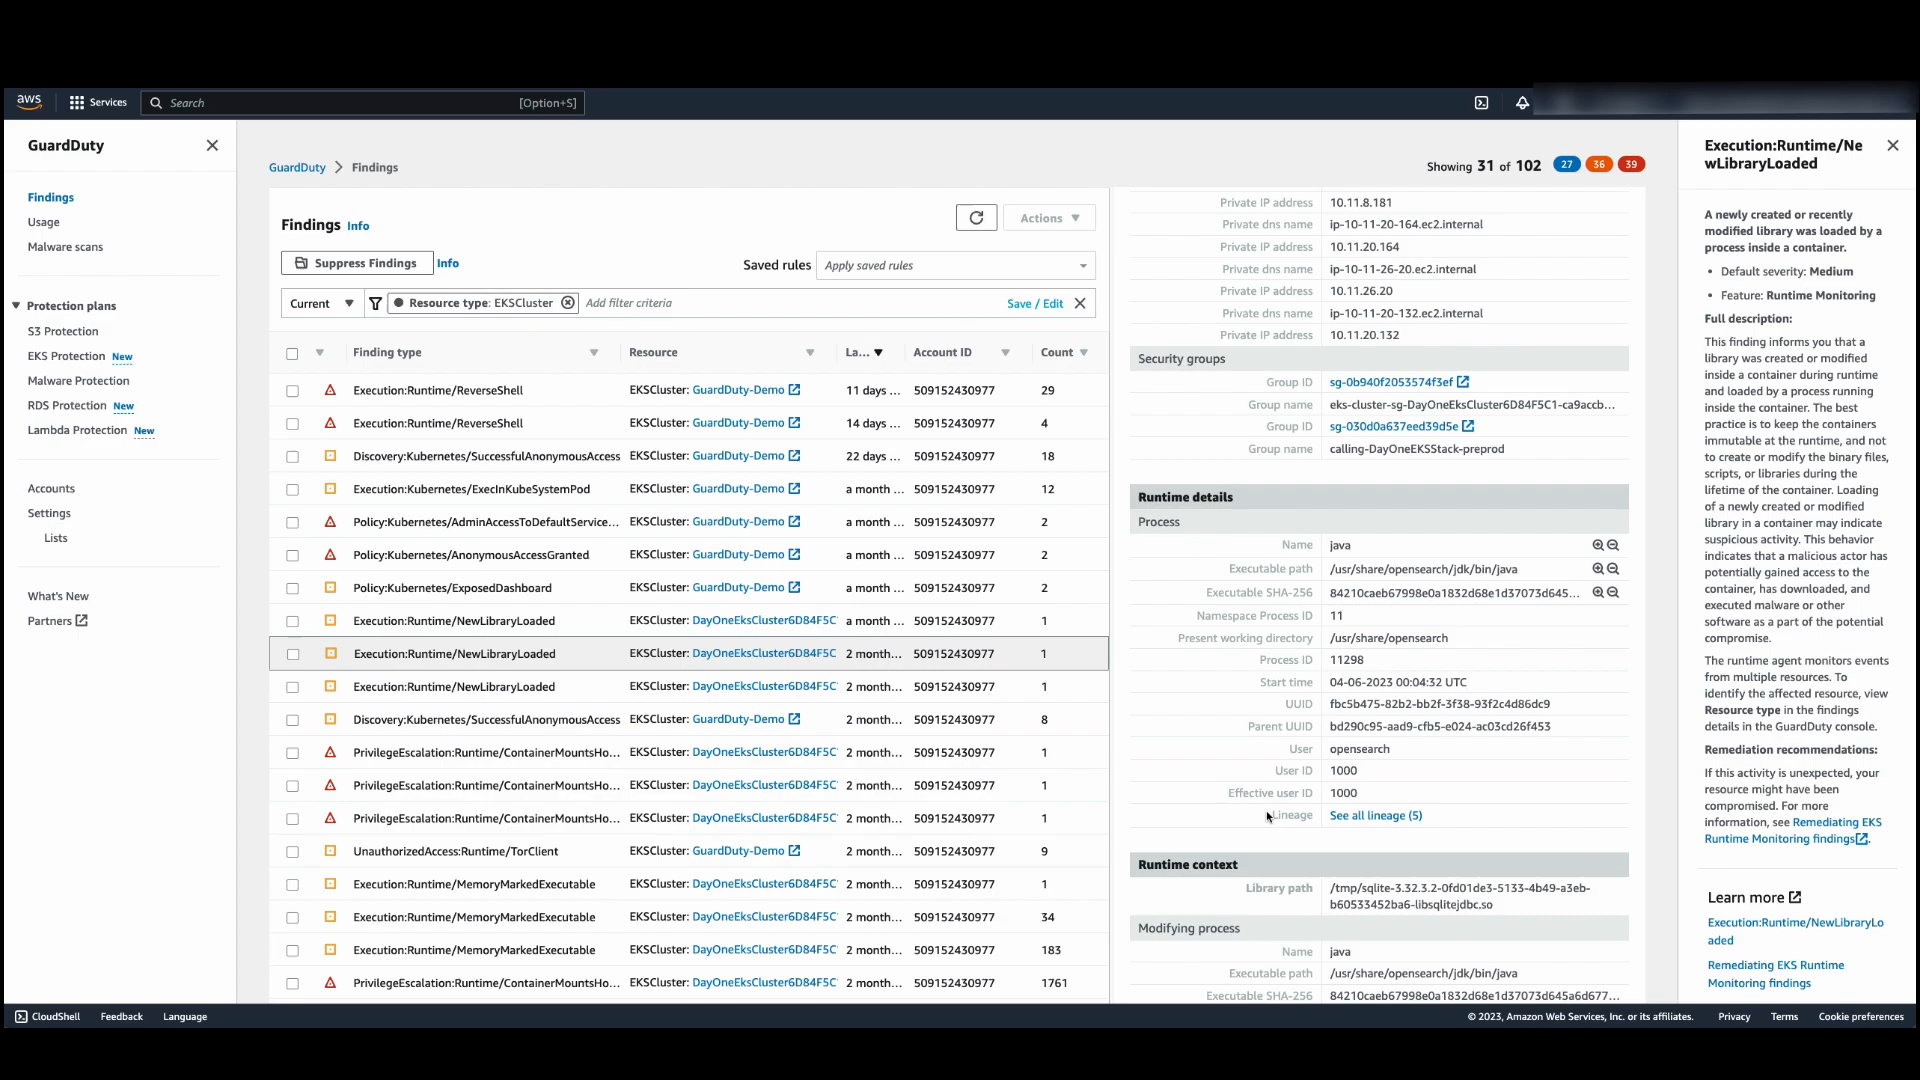 aws
Services
Search
[Option+S]
GuardDuty
Findings
Usage
Malware scans
Protection plans
S3 Protection
EKS Protection New
Malware Protection
RDS Protection New
Lambda Protection New
Accounts
Settings
Lists
What's New
Partners
GuardDuty > Findings
Showing 31 of 102 27 36 39
Findings Info
Actions
Suppress Findings Info
Saved rules Apply saved rules
Current Resource type: EKSCluster Add filter criteria Save / Edit
Finding type Resource La... Account ID Count
Execution:Runtime/ReverseShell EKSCluster: GuardDuty-Demo 11 days ... 509152430977 29
Execution:Runtime/ReverseShell EKSCluster: GuardDuty-Demo 14 days ... 509152430977 4
Discovery:Kubernetes/SuccessfulAnonymousAccess EKSCluster: GuardDuty-Demo 22 days ... 509152430977 18
Execution:Kubernetes/ExecInKubeSystemPod EKSCluster: GuardDuty-Demo a month ... 509152430977 12
Policy:Kubernetes/AdminAccessToDefaultService... EKSCluster: GuardDuty-Demo a month ... 509152430977 2
Policy:Kubernetes/AnonymousAccessGranted EKSCluster: GuardDuty-Demo a month ... 509152430977 2
Policy:Kubernetes/ExposedDashboard EKSCluster: GuardDuty-Demo a month ... 509152430977 2
Execution:Runtime/NewLibraryLoaded EKSCluster: DayOneEksCluster6D84F5C a month ... 509152430977 1
Execution:Runtime/NewLibraryLoaded EKSCluster: DayOneEksCluster6D84F5C 2 month... 509152430977 1
Execution:Runtime/NewLibraryLoaded EKSCluster: DayOneEksCluster6D84F5C 2 month... 509152430977 1
Discovery:Kubernetes/SuccessfulAnonymousAccess EKSCluster: GuardDuty-Demo 2 month... 509152430977 8
PrivilegeEscalation:Runtime/ContainerMountsHo... EKSCluster: DayOneEksCluster6D84F5C 2 month... 509152430977 1
PrivilegeEscalation:Runtime/ContainerMountsHo... EKSCluster: DayOneEksCluster6D84F5C 2 month... 509152430977 1
PrivilegeEscalation:Runtime/ContainerMountsHo... EKSCluster: DayOneEksCluster6D84F5C 2 month... 509152430977 1
UnauthorizedAccess:Runtime/TorClient EKSCluster: GuardDuty-Demo 2 month... 509152430977 9
Execution:Runtime/MemoryMarkedExecutable EKSCluster: DayOneEksCluster6D84F5C 2 month... 509152430977 1
Execution:Runtime/MemoryMarkedExecutable EKSCluster: DayOneEksCluster6D84F5C 2 month... 509152430977 34
Execution:Runtime/MemoryMarkedExecutable EKSCluster: DayOneEksCluster6D84F5C 2 month... 509152430977 183
PrivilegeEscalation:Runtime/ContainerMountsHo... EKSCluster: DayOneEksCluster6D84F5C 2 month... 509152430977 1761
Private IP address 10.11.8.181
Private dns name ip-10-11-20-164.ec2.internal
Private IP address 10.11.20.164
Private dns name ip-10-11-26-20.ec2.internal
Private IP address 10.11.26.20
Private dns name ip-10-11-20-132.ec2.internal
Private IP address 10.11.20.132
Security groups
Group ID sg-0b940f2053574f3ef
Group name eks-cluster-sg-DayOneEksCluster6D84F5C1-ca9accb...
Group ID sg-030d0a637eed39d5e
Group name calling-DayOneEKSStack-preprod
Runtime details
Process
Name java
Executable path /usr/share/opensearch/jdk/bin/java
Executable SHA-256 84210caeb67998e0a1832d68e1d37073d645...
Namespace Process ID 11
Present working directory /usr/share/opensearch
Process ID 11298
Start time 04-06-2023 00:04:32 UTC
UUID fbc5b475-82b2-bb2f-3f38-93f2c4d86dc9
Parent UUID bd290c95-aad9-cfb5-e024-ac03cd26f453
User opensearch
User ID 1000
Effective user ID 1000
Lineage See all lineage (5)
Runtime context
Library path /tmp/sqlite-3.32.3.2-0fd01de3-5133-4b49-a3eb-
b60533452ba6-libsqlitejdbc.so
Modifying process
Name java
Executable path /usr/share/opensearch/jdk/bin/java
Executable SHA-256 84210caeb67998e0a1832d68e1d37073d645a6d677...
Execution:Runtime/Ne
wLibraryLoaded
A newly created or recently
modified library was loaded by a
process inside a container.
• Default severity: Medium
• Feature: Runtime Monitoring
Full description:
This finding informs you that a
library was created or modified
inside a container during runtime
and loaded by a process running
inside the container. The best
practice is to keep the containers
immutable at the runtime, and not
to create or modify the binary files,
scripts, or libraries during the
lifetime of the container. Loading
of a newly created or modified
library in a container may indicate
suspicious activity. This behavior
indicates that a malicious actor has
potentially gained access to the
container, has downloaded, and
executed malware or other
software as a part of the potential
compromise.
The runtime agent monitors events
from multiple resources. To
identify the affected resource, view
Resource type in the findings
details in the GuardDuty console.
Remediation recommendations:
If this activity is unexpected, your
resource might have been
compromised. For more
information, see Remediating EKS
Runtime Monitoring findings.
Learn more
Execution:Runtime/NewLibraryLo
aded
Remediating EKS Runtime
Monitoring findings
CloudShell Feedback Language
© 2023, Amazon Web Services, Inc. or its affiliates. Privacy Terms Cookie preferences